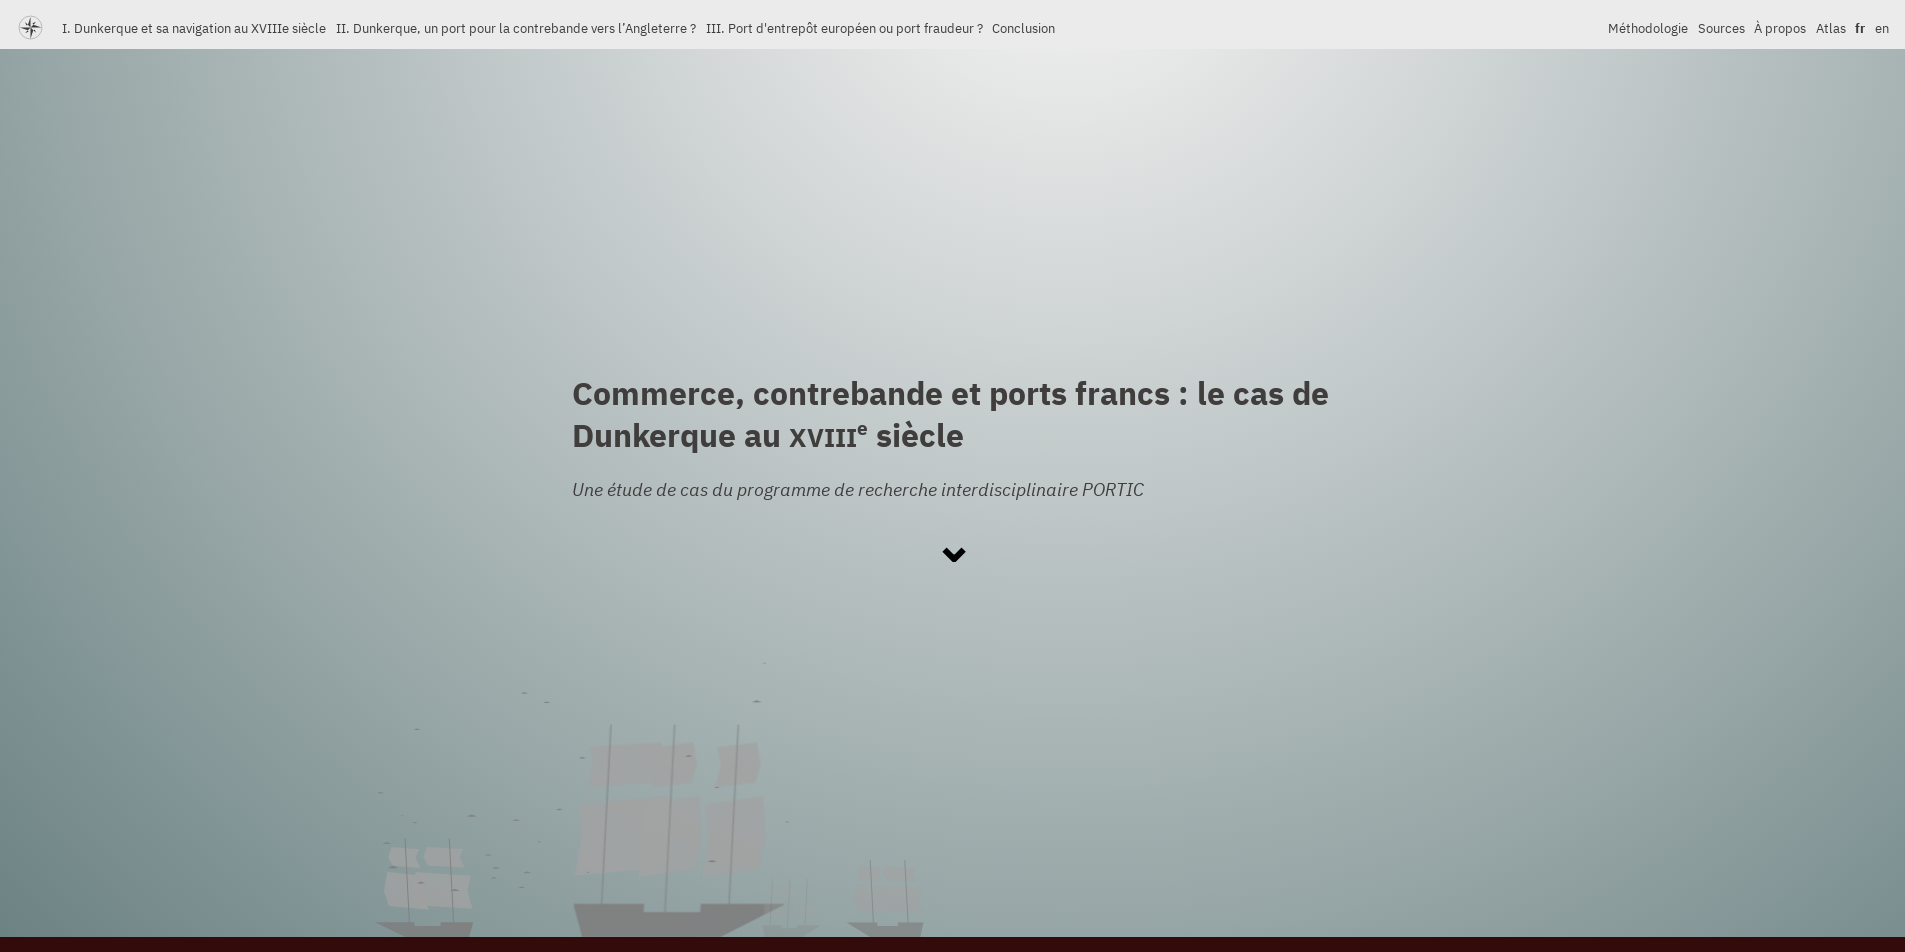 I. Dunkerque et sa navigation au XVIIIe siècle II. Dunkerque, un port pour la contrebande vers l’Angleterre ? III. Port d'entrepôt européen ou port fraudeur ? Conclusion Méthodologie Sources À propos Atlas fr en
Commerce, contrebande et ports francs : le cas de
Dunkerque au XVIIIe siècle
Une étude de cas du programme de recherche interdisciplinaire PORTIC